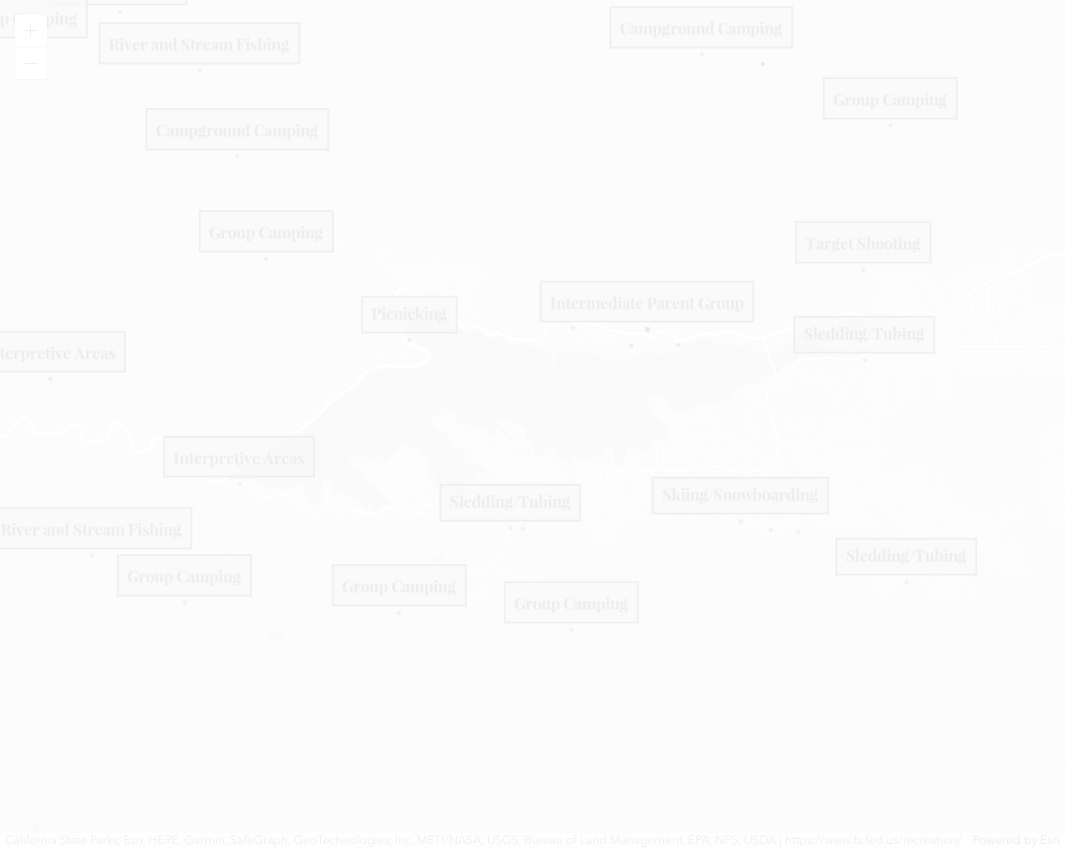 River and Stream Fishing
Campground Camping
Group Camping
Campground Camping
Group Camping
Target Shooting
Intermediate Parent Group
Picnicking
Sledding/Tubing
terpretive Areas
Interpretive Areas
Sledding/Tubing
Skiing/Snowboarding
River and Stream Fishing
Sledding/Tubing
Group Camping
Group Camping
Group Camping
California State Parks, Esri, HERE, Garmin, SafeGraph, GeoTechnologies, Inc, METI/NASA, USGS, Bureau of Land Management, EPA, NPS, USDA | https://www.fs.fed.us/recreation/ Powered by Esri